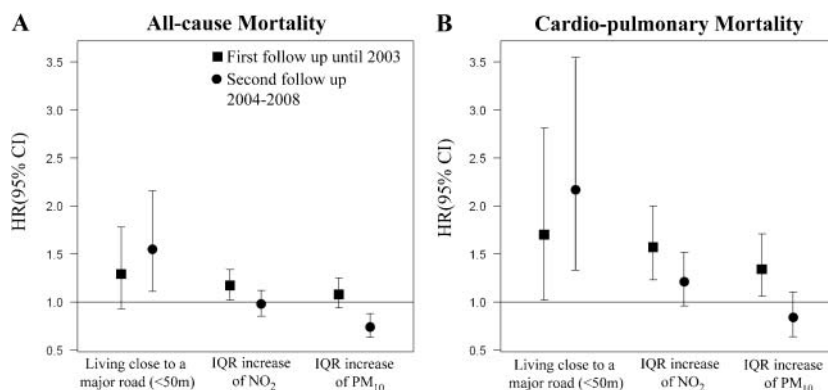 A
All-cause Mortality
HR(95% CI)
3.5
3.0
2.5
2.0
1.5
1.0
0.5
First follow up until 2003
Second follow up
2004-2008
Living close to a
major road (<50m)
IQR increase
of NO2
IQR increase
of PM10
B
Cardio-pulmonary Mortality
HR(95% CI)
3.5
3.0
2.5
2.0
1.5
1.0
0.5
Living close to a
major road (<50m)
IQR increase
of NO2
IQR increase
of PM10